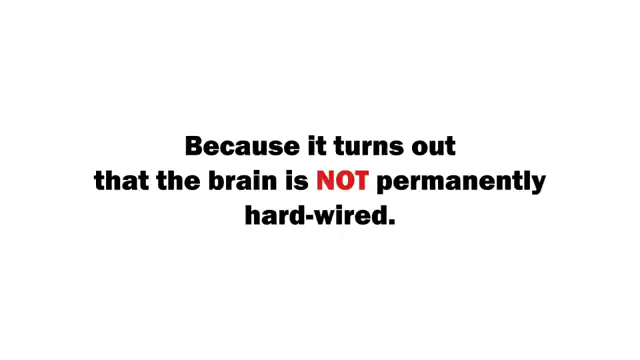 Because it turns out
that the brain is NOT permanently
hard-wired.